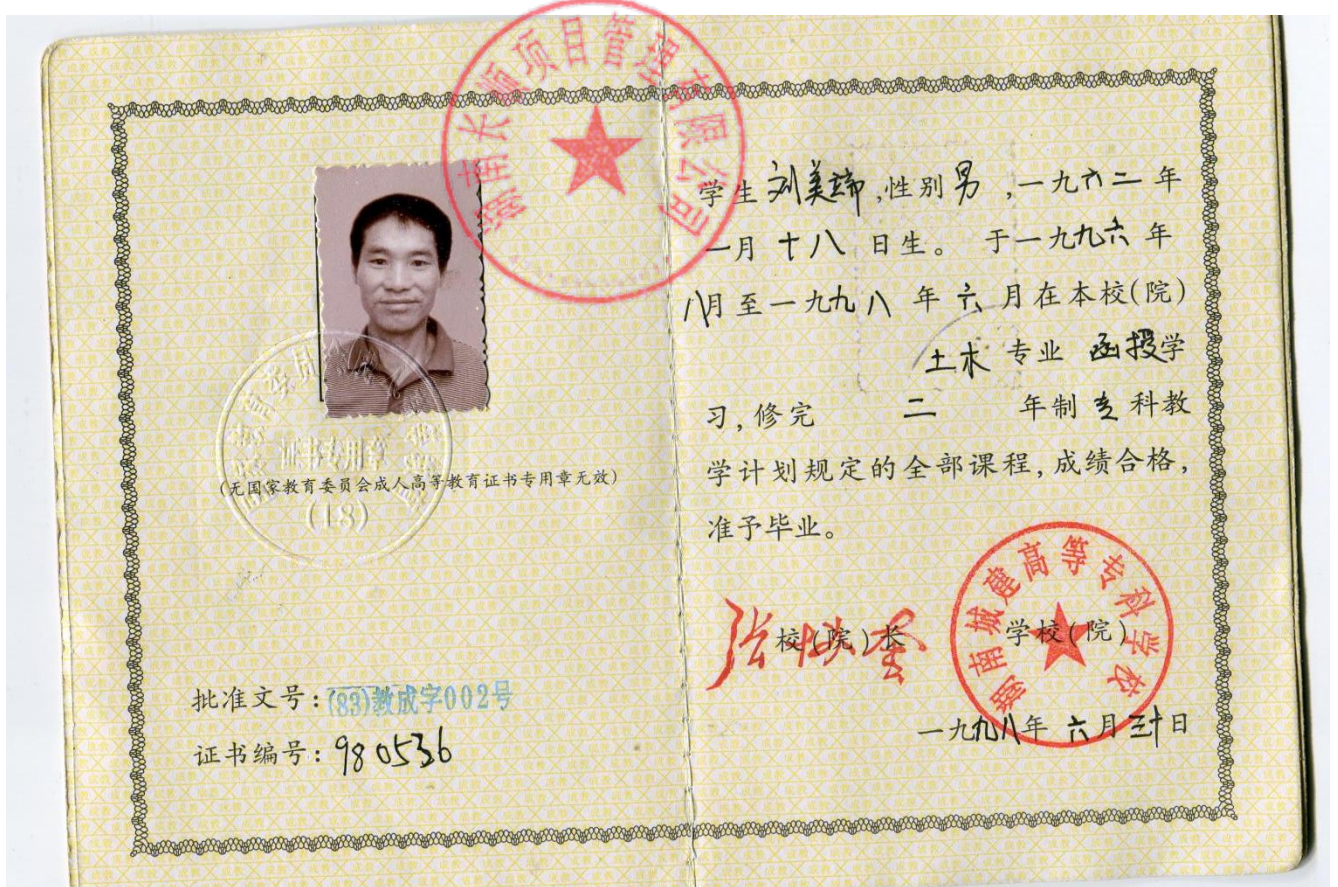 湖南长顺项目管理有限公司
证书专用章
(无国家教育委员会成人高等教育证书专用章无效)
(18)
批准文号:(83)教成字002号
证书编号:980536
学生 刘美瑞 ,性别 男 ,一九六二年
一月十八日生。于一九九六年
八月至一九九八年六月在本校(院)
土木 专业 函授学
习,修完 二 年制专科教
学计划规定的全部课程,成绩合格,
准予毕业。
校(院)长
学校(院)
湖南城建高等专科学校
一九九八年六月三十日